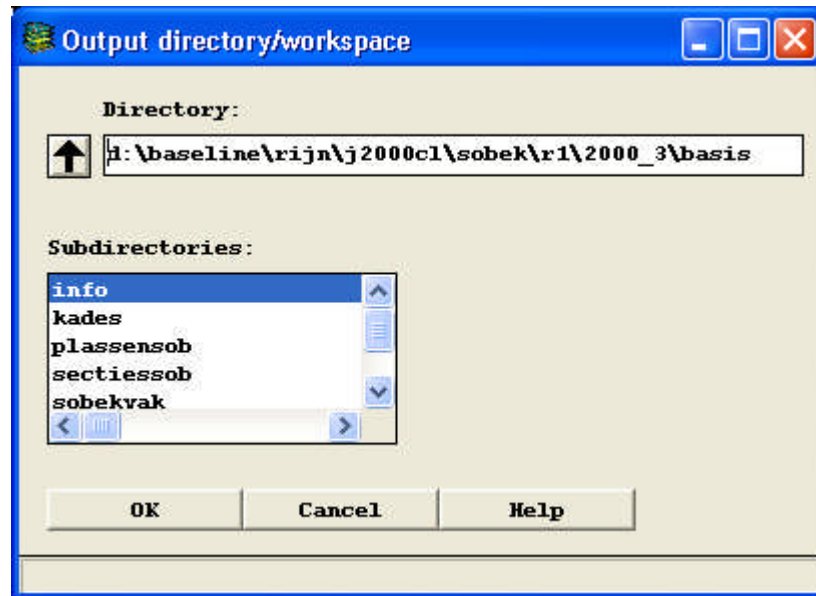 Output directory/workspace
Directory:
d:\baseline\rijn\j2000cl\sobek\r1\2000_3\basis
Subdirectories:
info
kades
plassensob
sectiessob
sobekvak
OK Cancel Help